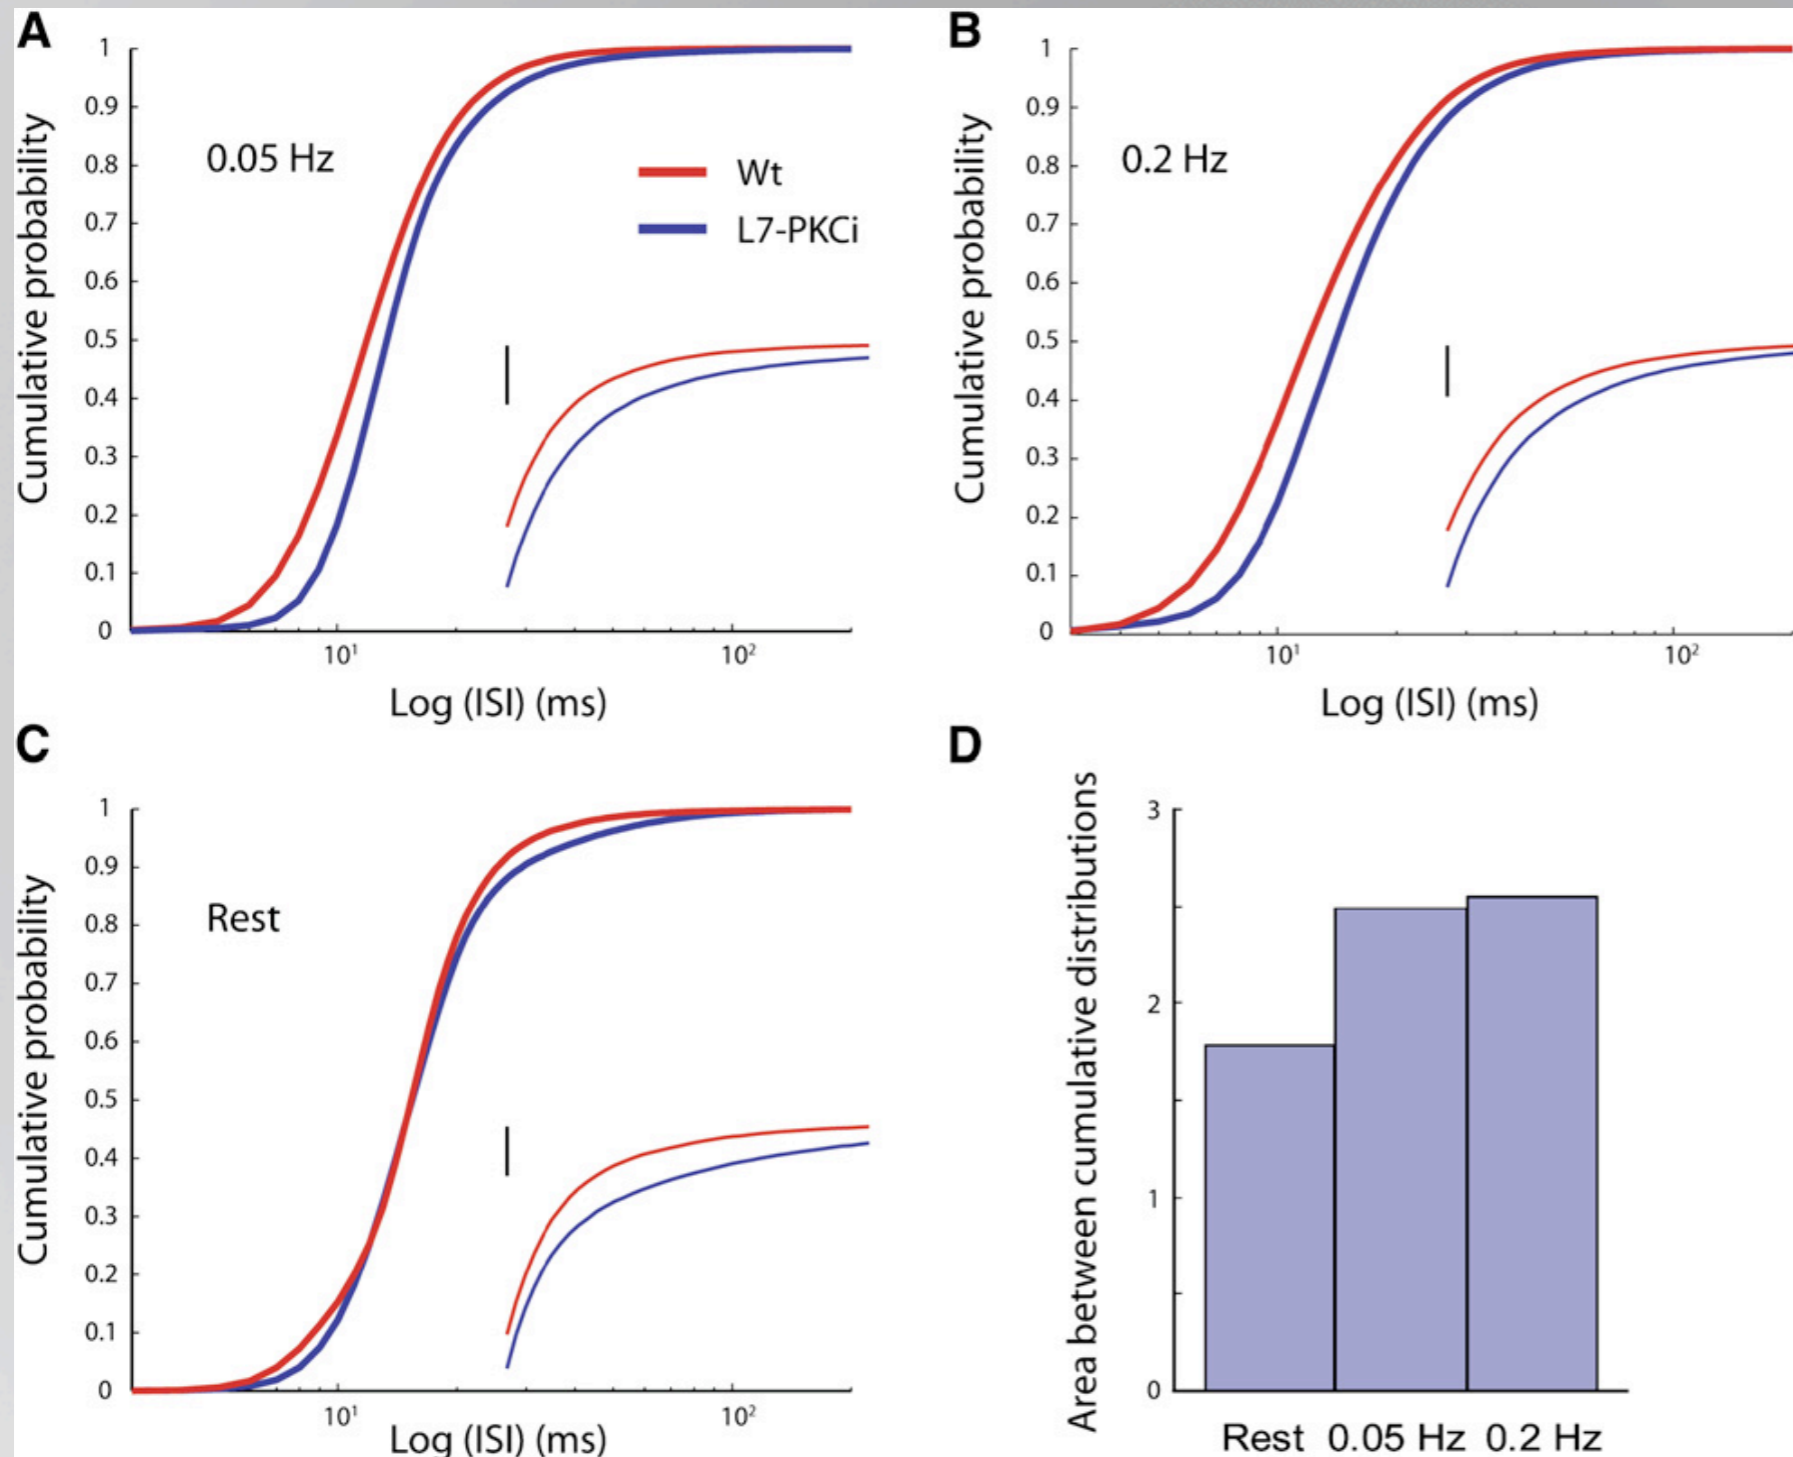 A
Cumulative probability
1
0.9
0.8
0.7
0.6
0.5
0.4
0.3
0.2
0.1
0
0.05 Hz
Wt
L7-PKCi
10¹
10²
Log (ISI) (ms)
B
Cumulative probability
1
0.9
0.8
0.7
0.6
0.5
0.4
0.3
0.2
0.1
0
0.2 Hz
10¹
10²
Log (ISI) (ms)
C
Cumulative probability
1
0.9
0.8
0.7
0.6
0.5
0.4
0.3
0.2
0.1
0
Rest
10¹
10²
Log (ISI) (ms)
D
Area between cumulative distributions
3
2
1
0
Rest 0.05 Hz 0.2 Hz